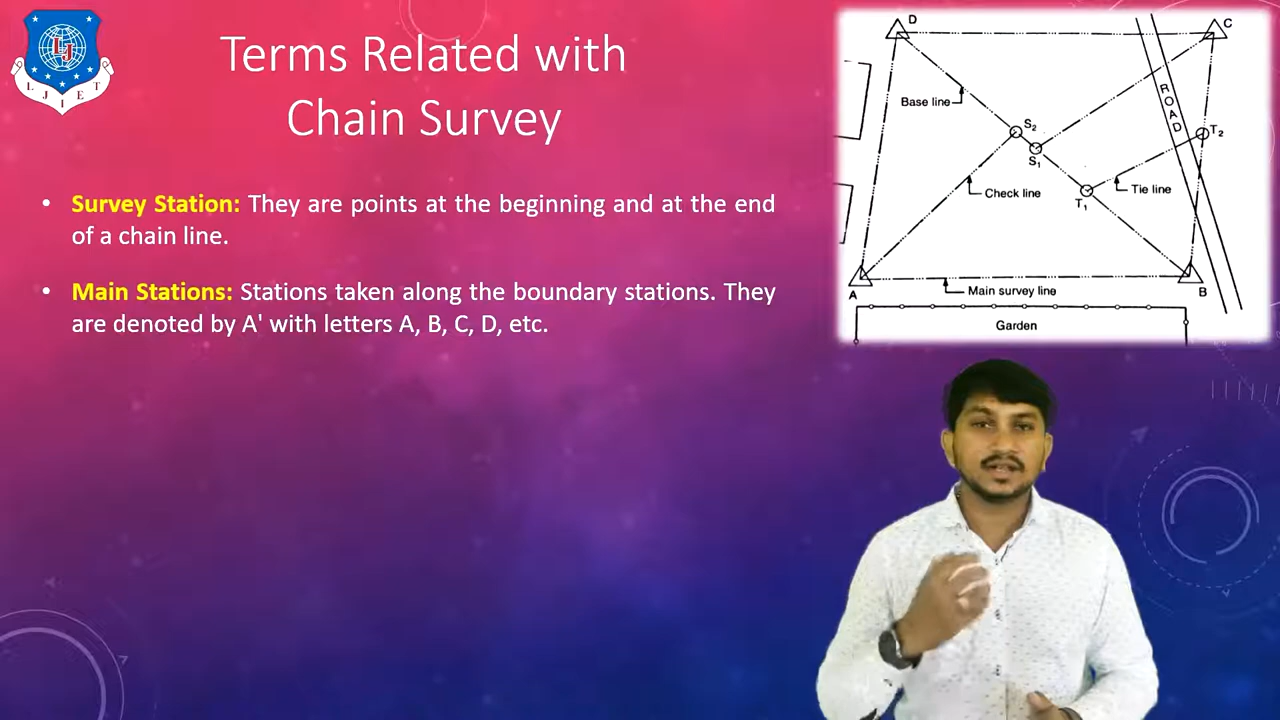 LJIET
Terms Related with
Chain Survey
• Survey Station: They are points at the beginning and at the end
of a chain line.
• Main Stations: Stations taken along the boundary stations. They
are denoted by A' with letters A, B, C, D, etc.
D
C
Base line
ROAD
S2
T2
S1
Check line
Tie line
T1
Main survey line
A
B
Garden